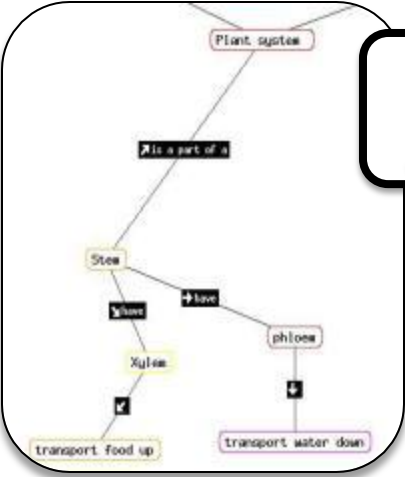 Plant system
is a part of a
Stem
have
have
phloem
Xylem
transport water down
transport food up